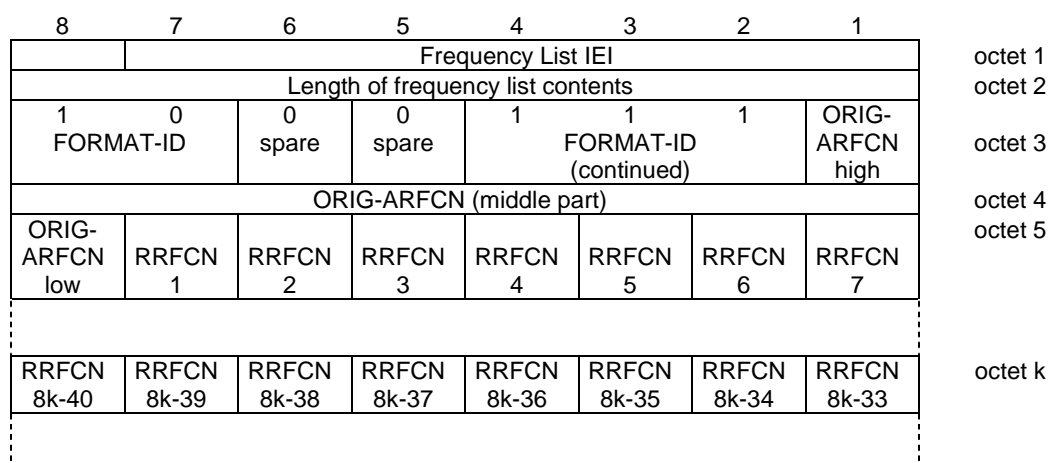 8 7 6 5 4 3 2 1
Frequency List IEI octet 1
Length of frequency list contents octet 2
1 0 0 0 1 1 1 ORIG-
FORMAT-ID spare spare FORMAT-ID ARFCN octet 3
(continued) high
ORIG-ARFCN (middle part) octet 4
ORIG- octet 5
ARFCN RRFCN RRFCN RRFCN RRFCN RRFCN RRFCN RRFCN
low 1 2 3 4 5 6 7
RRFCN RRFCN RRFCN RRFCN RRFCN RRFCN RRFCN RRFCN octet k
8k-40 8k-39 8k-38 8k-37 8k-36 8k-35 8k-34 8k-33